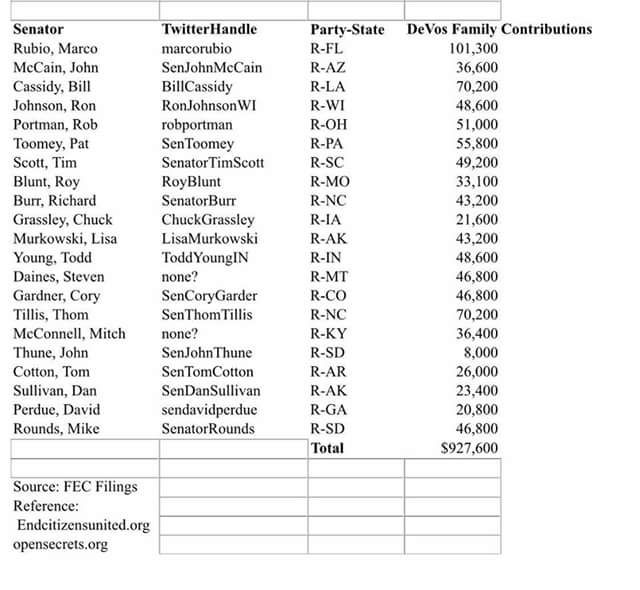 Senator TwitterHandle Party-State DeVos Family Contributions
Rubio, Marco marcorubio R-FL 101,300
McCain, John SenJohnMcCain R-AZ 36,600
Cassidy, Bill BillCassidy R-LA 70,200
Johnson, Ron RonJohnsonWI R-WI 48,600
Portman, Rob robportman R-OH 51,000
Toomey, Pat SenToomey R-PA 55,800
Scott, Tim SenatorTimScott R-SC 49,200
Blunt, Roy RoyBlunt R-MO 33,100
Burr, Richard SenatorBurr R-NC 43,200
Grassley, Chuck ChuckGrassley R-IA 21,600
Murkowski, Lisa LisaMurkowski R-AK 43,200
Young, Todd ToddYoungIN R-IN 48,600
Daines, Steven none? R-MT 46,800
Gardner, Cory SenCoryGarder R-CO 46,800
Tillis, Thom SenThomTillis R-NC 70,200
McConnell, Mitch none? R-KY 36,400
Thune, John SenJohnThune R-SD 8,000
Cotton, Tom SenTomCotton R-AR 26,000
Sullivan, Dan SenDanSullivan R-AK 23,400
Perdue, David sendavidperdue R-GA 20,800
Rounds, Mike SenatorRounds R-SD 46,800
Total $927,600
Source: FEC Filings
Reference:
Endcitizensunited.org
opensecrets.org